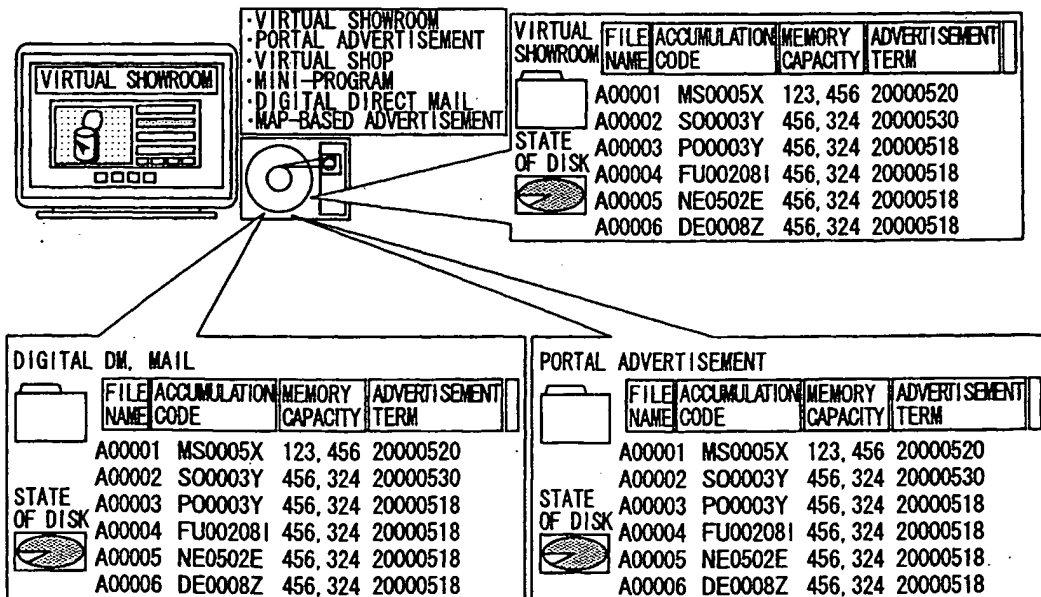 ·VIRTUAL SHOWROOM
·PORTAL ADVERTISEMENT
·VIRTUAL SHOP
·MINI-PROGRAM
·DIGITAL DIRECT MAIL
·MAP-BASED ADVERTISEMENT
VIRTUAL SHOWROOM
VIRTUAL SHOWROOM
FILE NAME ACCUMULATION CODE MEMORY CAPACITY ADVERTISEMENT TERM
A00001 MS0005X 123,456 20000520
A00002 SO0003Y 456,324 20000530
A00003 PO0003Y 456,324 20000518
A00004 FU00208I 456,324 20000518
A00005 NE0502E 456,324 20000518
A00006 DE0008Z 456,324 20000518
STATE
OF DISK
DIGITAL DM, MAIL
FILE NAME ACCUMULATION CODE MEMORY CAPACITY ADVERTISEMENT TERM
A00001 MS0005X 123,456 20000520
A00002 SO0003Y 456,324 20000530
A00003 PO0003Y 456,324 20000518
A00004 FU00208I 456,324 20000518
A00005 NE0502E 456,324 20000518
A00006 DE0008Z 456,324 20000518
STATE
OF DISK
PORTAL ADVERTISEMENT
FILE NAME ACCUMULATION CODE MEMORY CAPACITY ADVERTISEMENT TERM
A00001 MS0005X 123,456 20000520
A00002 SO0003Y 456,324 20000530
A00003 PO0003Y 456,324 20000518
A00004 FU00208I 456,324 20000518
A00005 NE0502E 456,324 20000518
A00006 DE0008Z 456,324 20000518
STATE
OF DISK